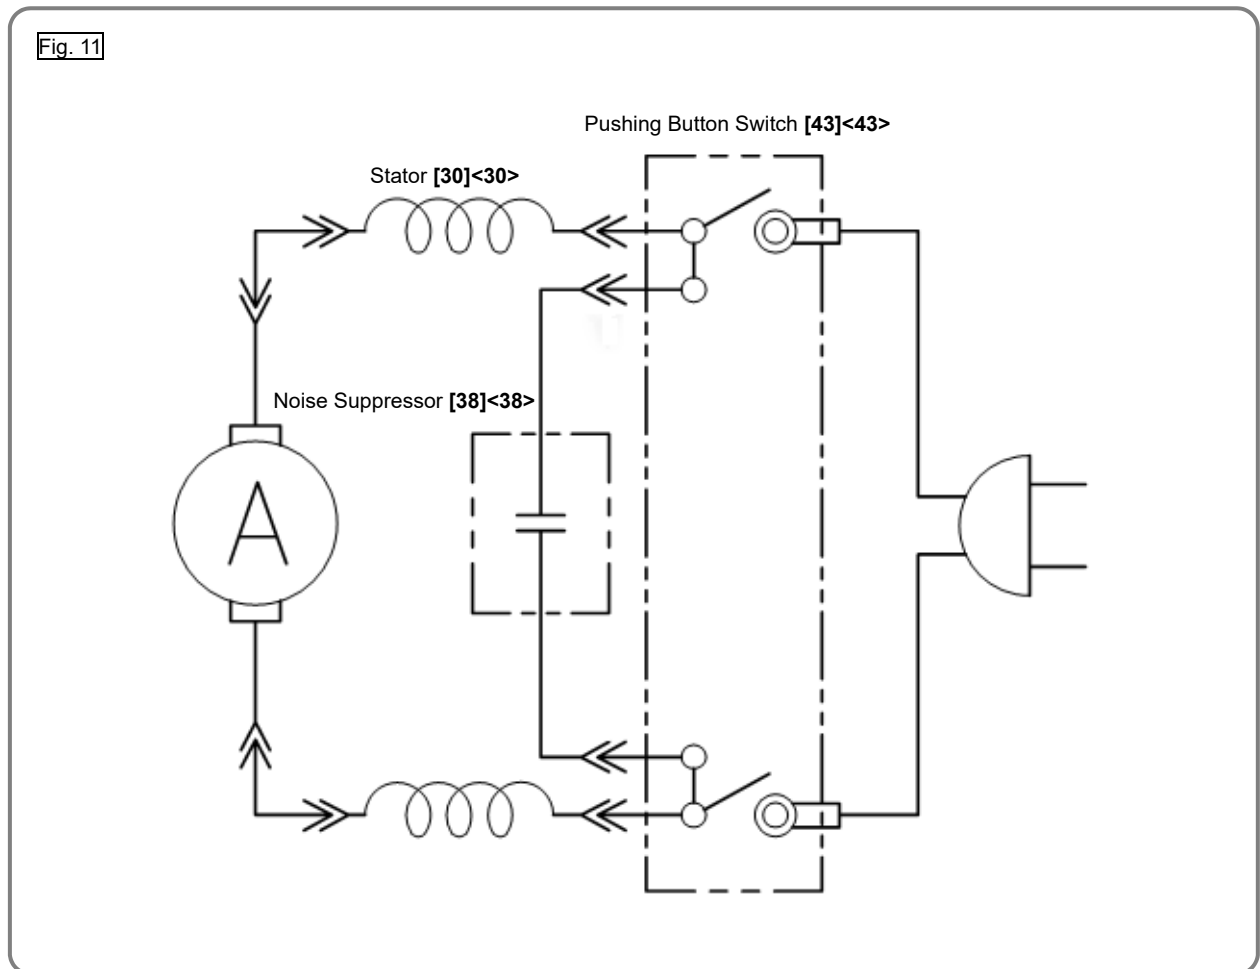 Fig. 11
Pushing Button Switch [43]<43>
Stator [30]<30>
Noise Suppressor [38]<38>
A